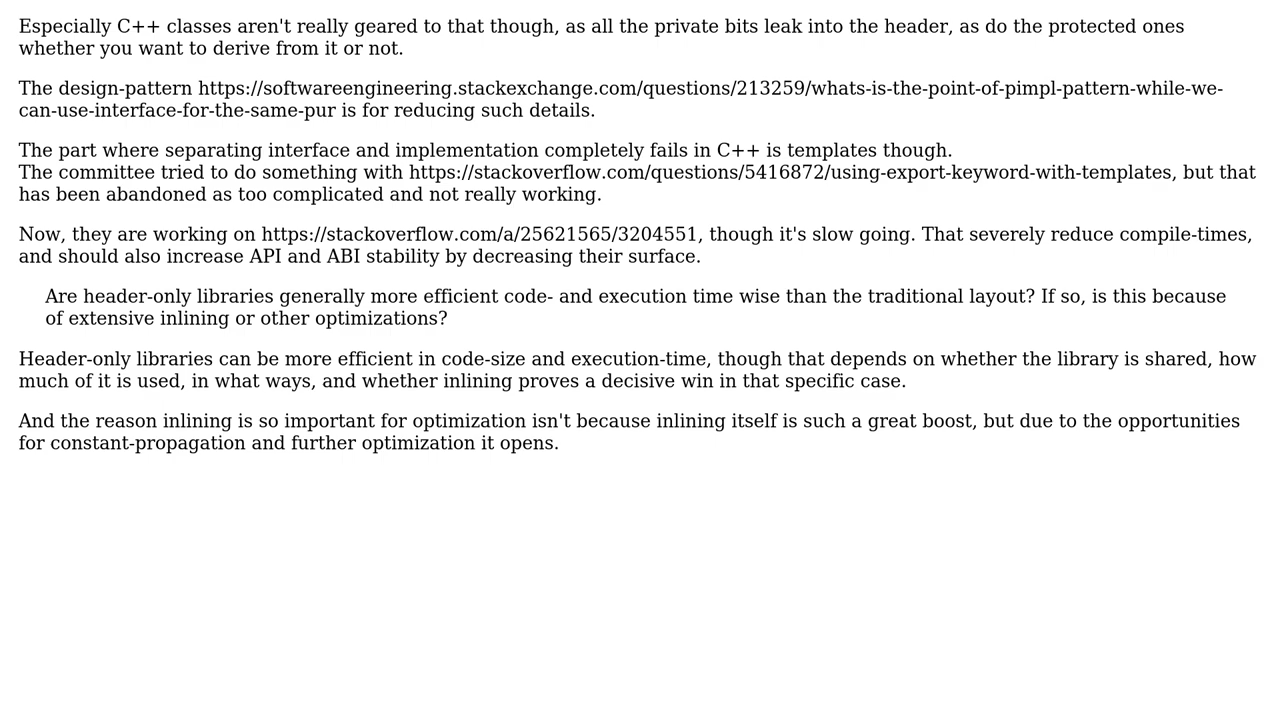 Especially C++ classes aren't really geared to that though, as all the private bits leak into the header, as do the protected ones
whether you want to derive from it or not.
The design-pattern https://softwareengineering.stackexchange.com/questions/213259/whats-is-the-point-of-pimpl-pattern-while-we-
can-use-interface-for-the-same-pur is for reducing such details.
The part where separating interface and implementation completely fails in C++ is templates though.
The committee tried to do something with https://stackoverflow.com/questions/5416872/using-export-keyword-with-templates, but that
has been abandoned as too complicated and not really working.
Now, they are working on https://stackoverflow.com/a/25621565/3204551, though it's slow going. That severely reduce compile-times,
and should also increase API and ABI stability by decreasing their surface.
Are header-only libraries generally more efficient code- and execution time wise than the traditional layout? If so, is this because
of extensive inlining or other optimizations?
Header-only libraries can be more efficient in code-size and execution-time, though that depends on whether the library is shared, how
much of it is used, in what ways, and whether inlining proves a decisive win in that specific case.
And the reason inlining is so important for optimization isn't because inlining itself is such a great boost, but due to the opportunities
for constant-propagation and further optimization it opens.